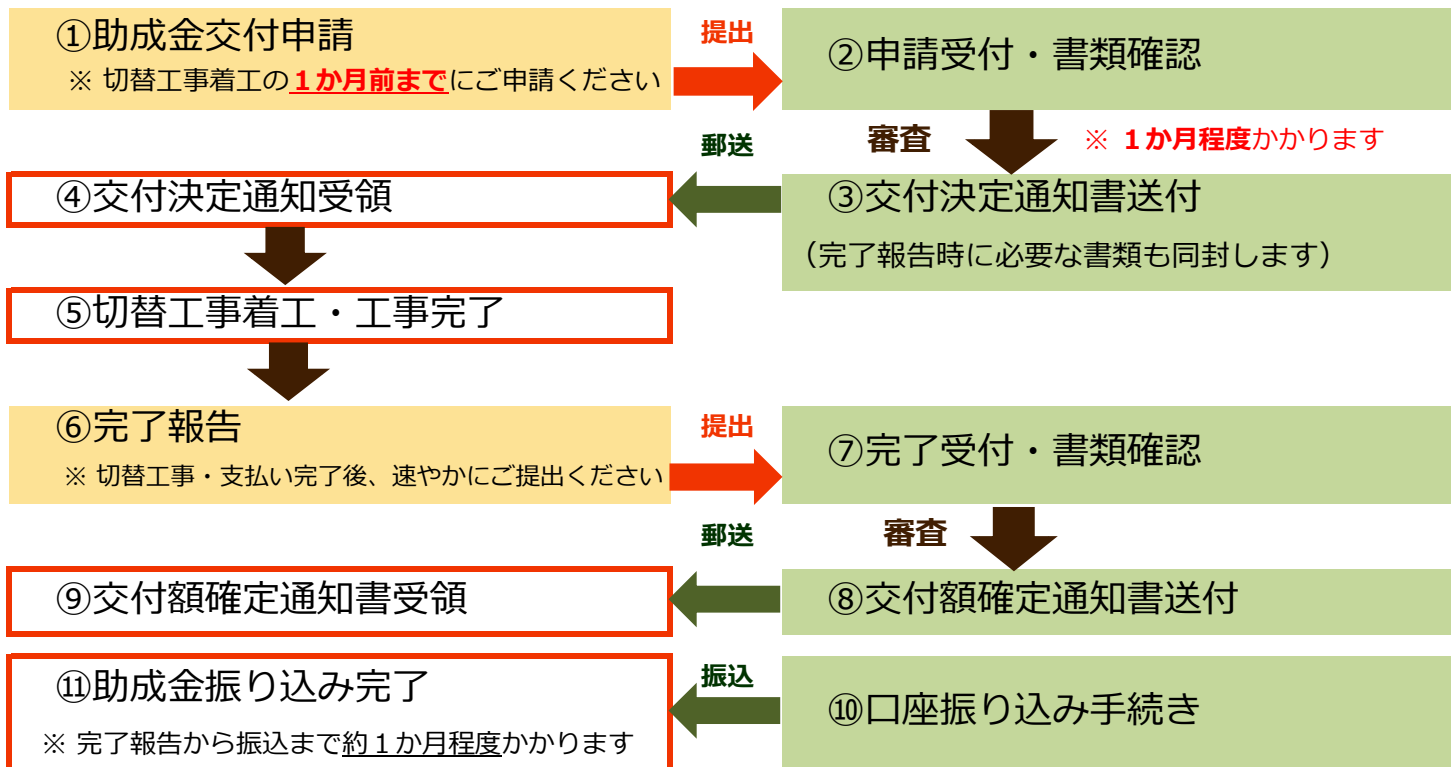 ①助成金交付申請
※ 切替工事着工の１か月前までにご申請ください
提出
②申請受付・書類確認
審査
※ １か月程度かかります
郵送
③交付決定通知書送付
（完了報告時に必要な書類も同封します）
④交付決定通知受領
⑤切替工事着工・工事完了
⑥完了報告
※ 切替工事・支払い完了後、速やかにご提出ください
提出
⑦完了受付・書類確認
審査
郵送
⑧交付額確定通知書送付
⑨交付額確定通知書受領
振込
⑩口座振り込み手続き
⑪助成金振り込み完了
※ 完了報告から振込まで約１か月程度かかります